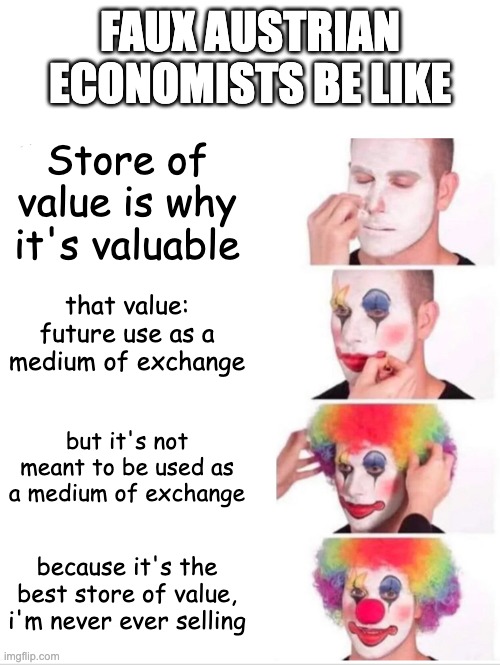 FAUX AUSTRIAN
ECONOMISTS BE LIKE
Store of
value is why
it's valuable
that value:
future use as a
medium of exchange
but it's not
meant to be used as
a medium of exchange
because it's the
best store of value,
i'm never ever selling
imgflip.com